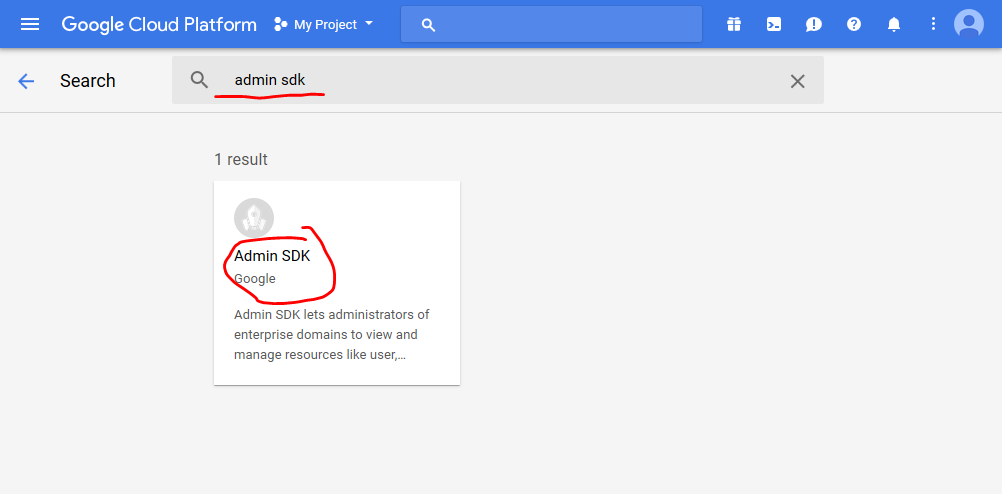 Google Cloud Platform
My Project
Search
admin sdk
1 result
Admin SDK
Google
Admin SDK lets administrators of
enterprise domains to view and
manage resources like user,...